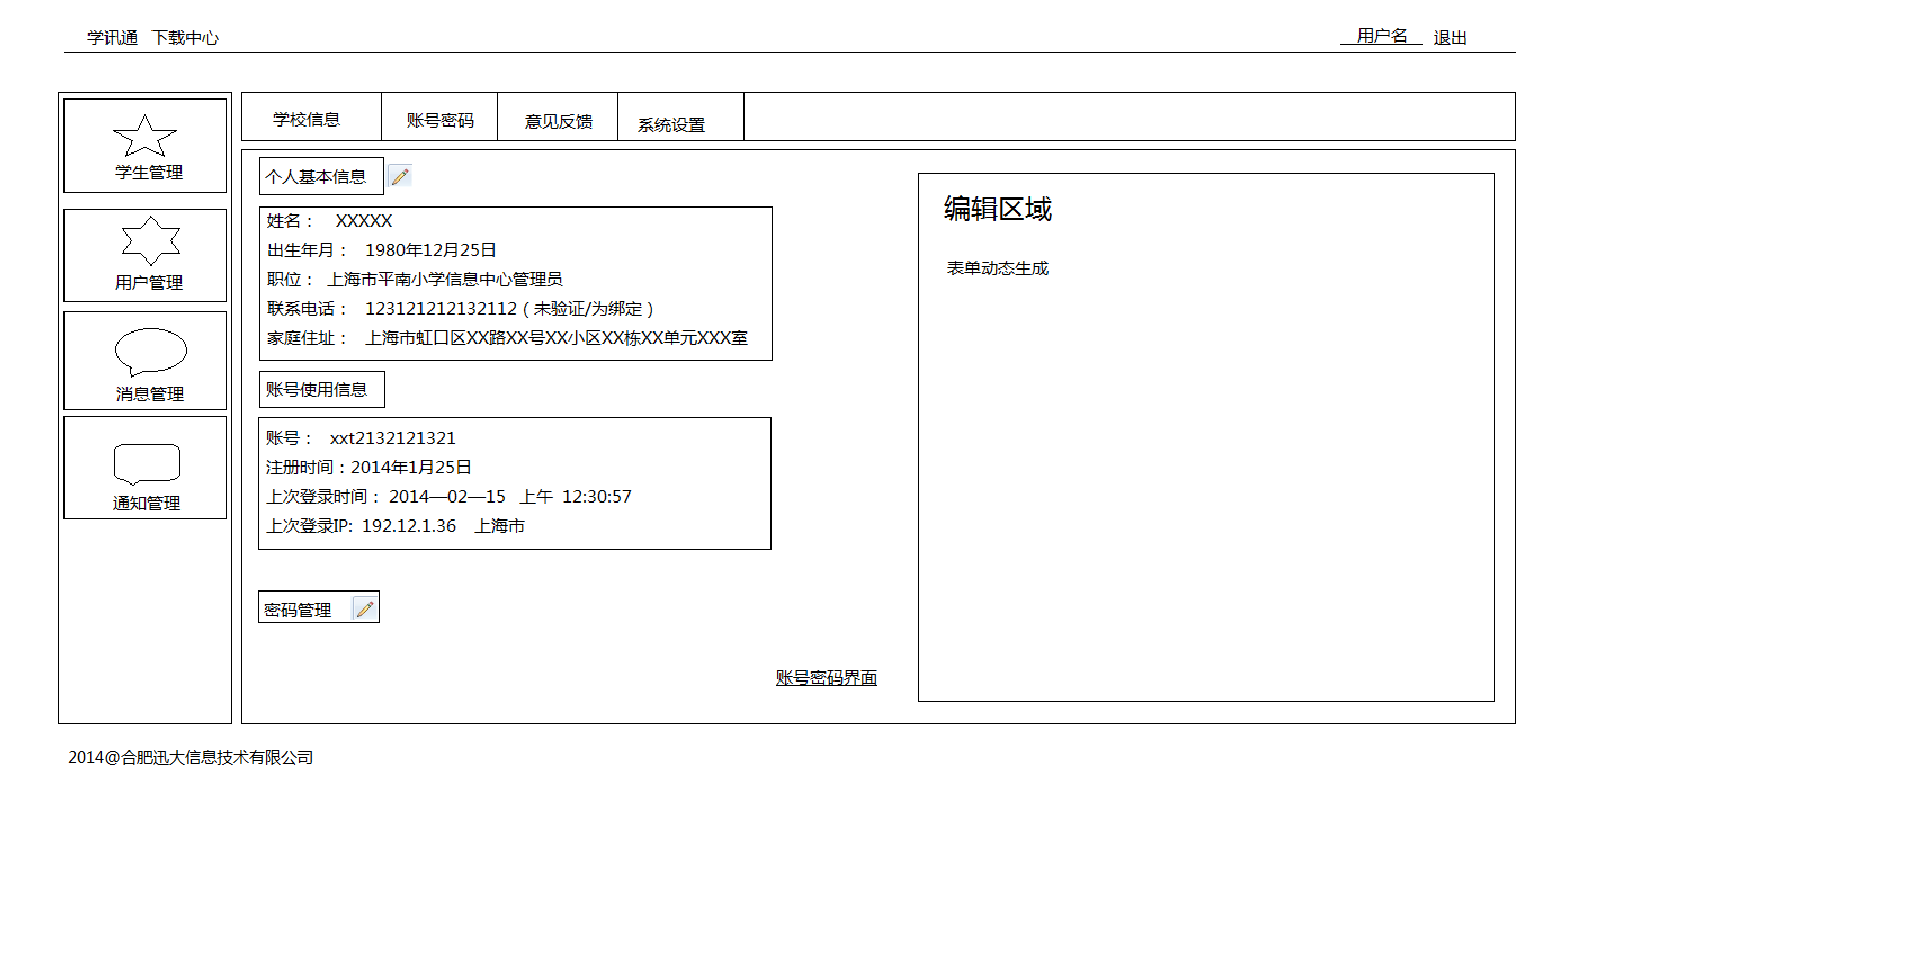 学讯通 下载中心 用户名 退出
学校信息 账号密码 意见反馈 系统设置
学生管理
用户管理
消息管理
通知管理
个人基本信息
姓名： XXXXX
出生年月： 1980年12月25日
职位： 上海市平南小学信息中心管理员
联系电话： 123121212132112（未验证/为绑定）
家庭住址： 上海市虹口区XX路XX号XX小区XX栋XX单元XXX室
账号使用信息
账号： xxt2132121321
注册时间：2014年1月25日
上次登录时间： 2014—02—15 上午 12:30:57
上次登录IP: 192.12.1.36 上海市
密码管理
账号密码界面
编辑区域
表单动态生成
2014@合肥迅大信息技术有限公司